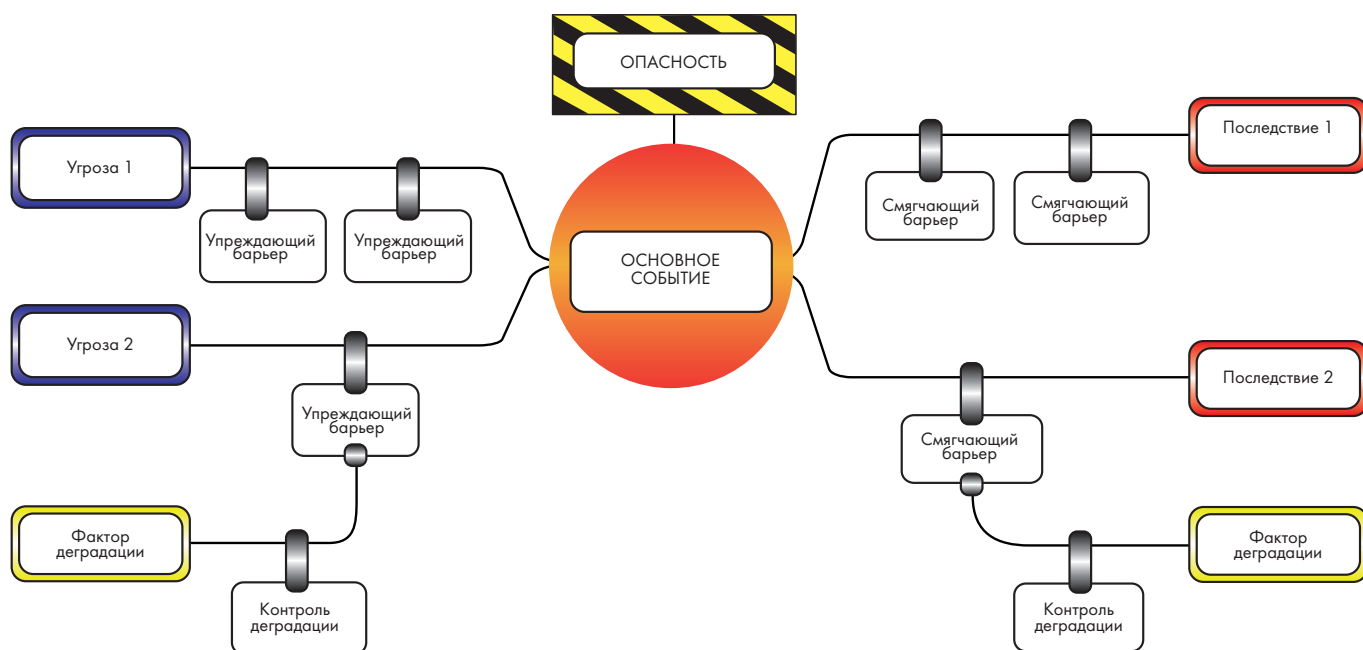 ОПАСНОСТЬ
Угроза 1
Упреждающий
барьер
Упреждающий
барьер
ОСНОВНОЕ
СОБЫТИЕ
Смягчающий
барьер
Смягчающий
барьер
Последствие 1
Угроза 2
Упреждающий
барьер
Смягчающий
барьер
Последствие 2
Фактор
деградации
Контроль
деградации
Контроль
деградации
Фактор
деградации